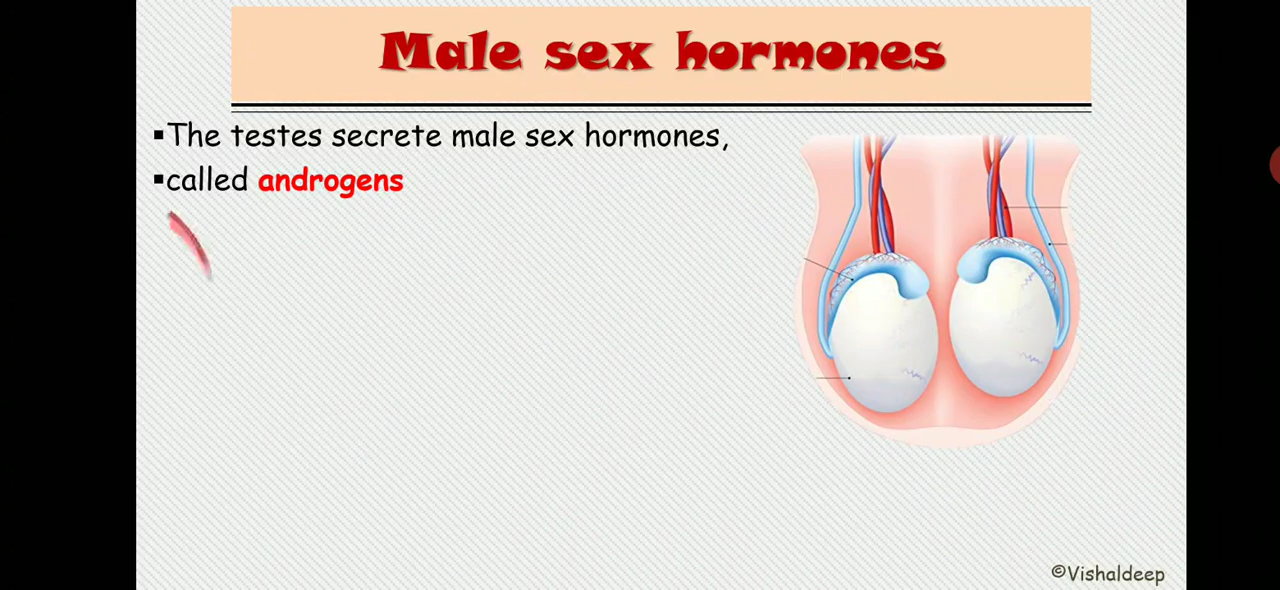 Male sex hormones
▪The testes secrete male sex hormones,
▪called androgens
©Vishaldeep